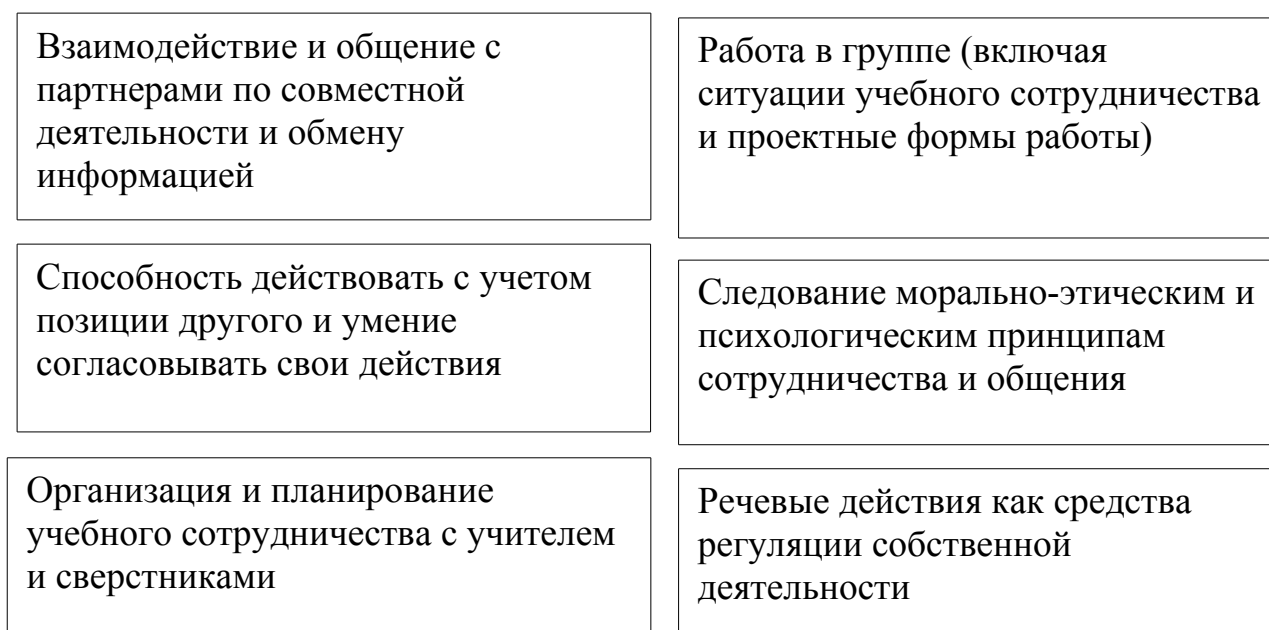 Взаимодействие и общение с
партнерами по совместной
деятельности и обмену
информацией
Работа в группе (включая
ситуации учебного сотрудничества
и проектные формы работы)
Способность действовать с учетом
позиции другого и умение
согласовывать свои действия
Следование морально-этическим и
психологическим принципам
сотрудничества и общения
Организация и планирование
учебного сотрудничества с учителем
и сверстниками
Речевые действия как средства
регуляции собственной
деятельности